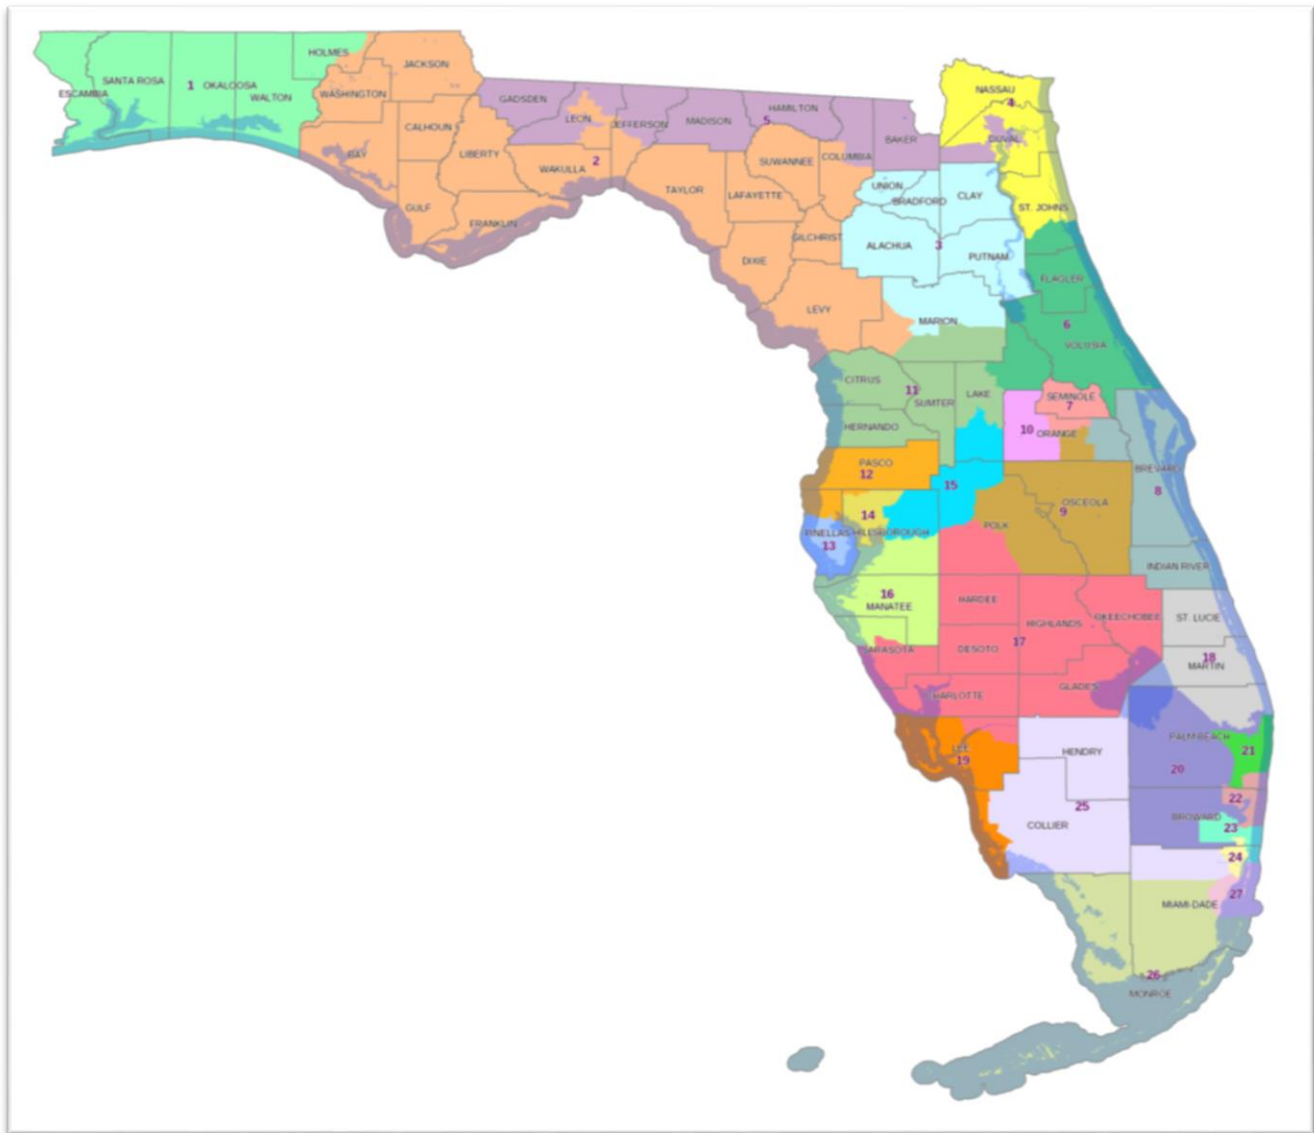 JACKSON
HOLMES
SANTA ROSA
1
OKALOOSA
ESCAMBIA
WALTON
WASHINGTON
NASSAU
4
GADSDEN
HAMILTON
LEON
JEFFERSON
MADISON
5
CALHOUN
DUVAL
BAKER
BAY
LIBERTY
2
WAKULLA
SUWANNEE
COLUMBIA
UNION
TAYLOR
LAFAYETTE
BRADFORD
CLAY
GULF
ST. JOHNS
FRANKLIN
GILCHRIST
ALACHUA
3
PUTNAM
DIXIE
FLAGLER
LEVY
MARION
6
VOLUSIA
CITRUS
11
SUMTER
LAKE
SEMINOLE
7
HERNANDO
10
ORANGE
PASCO
12
BREVARD
15
8
OSCEOLA
9
14
POLK
PINELLAS
HILLSBOROUGH
13
INDIAN RIVER
16
MANATEE
HARDEE
HIGHLANDS
OKEECHOBEE
ST. LUCIE
SARASOTA
DESOTO
17
18
MARTIN
CHARLOTTE
GLADES
LEE
19
HENDRY
PALM BEACH
21
20
25
22
COLLIER
BROWARD
23
24
27
MIAMI-DADE
26
MONROE